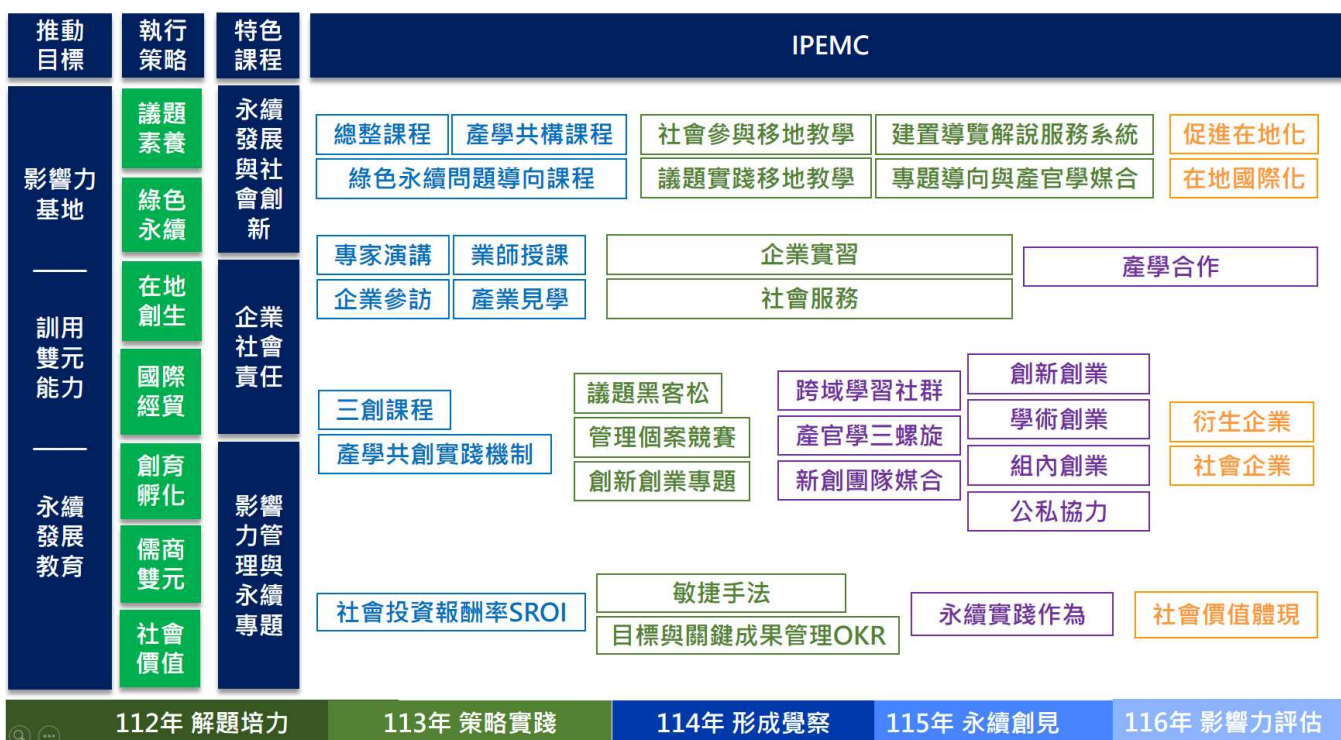 推動
目標
執行
策略
特色
課程
IPEMC
影響力
基地
訓用
雙元
能力
永續
發展
教育
議題
素養
綠色
永續
在地
創生
國際
經貿
創育
孵化
儒商
雙元
社會
價值
永續
發展
與社
會創
新
企業
社會
責任
影響
力管
理與
永續
專題
總整課程
產學共構課程
社會參與移地教學
建置導覽解說服務系統
促進在地化
綠色永續問題導向課程
議題實踐移地教學
專題導向與產官學媒合
在地國際化
專家演講
業師授課
企業實習
產學合作
企業參訪
產業見學
社會服務
三創課程
產學共創實踐機制
議題黑客松
管理個案競賽
創新創業專題
跨域學習社群
產官學三螺旋
新創團隊媒合
創新創業
學術創業
組內創業
公私協力
衍生企業
社會企業
社會投資報酬率SROI
敏捷手法
目標與關鍵成果管理OKR
永續實踐作為
社會價值體現
112年 解題培力
113年 策略實踐
114年 形成覺察
115年 永續創見
116年 影響力評估